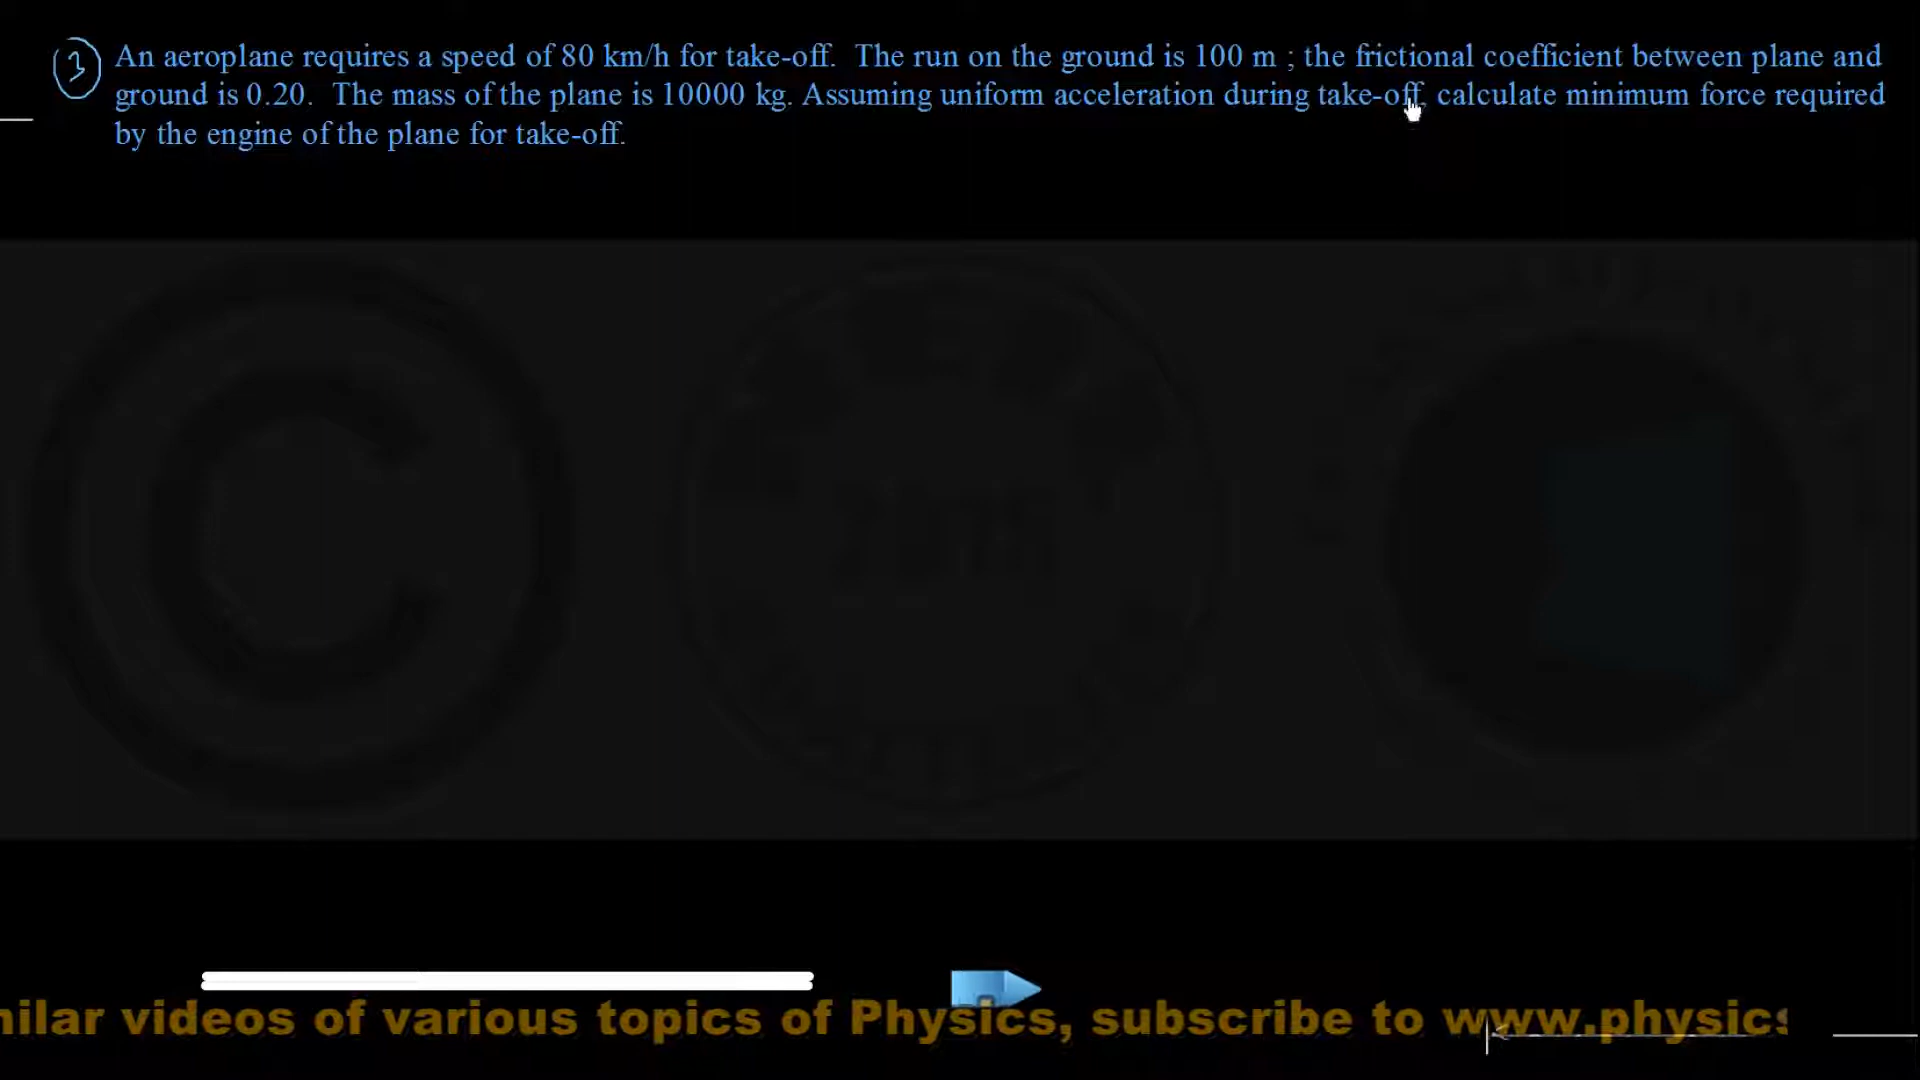 3 An aeroplane requires a speed of 80 km/h for take-off. The run on the ground is 100 m ; the frictional coefficient between plane and
ground is 0.20. The mass of the plane is 10000 kg. Assuming uniform acceleration during take-off, calculate minimum force required
by the engine of the plane for take-off.
nilar videos of various topics of Physics, subscribe to www.physics